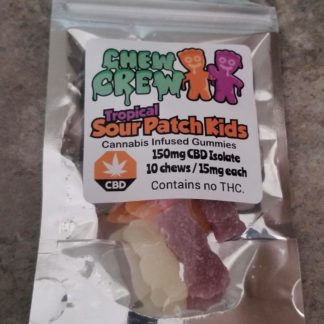 CHEW
CREW
Tropical
Sour Patch Kids
Cannabis Infused Gummies
150mg CBD Isolate
10 chews / 15mg each
CBD
Contains no THC.